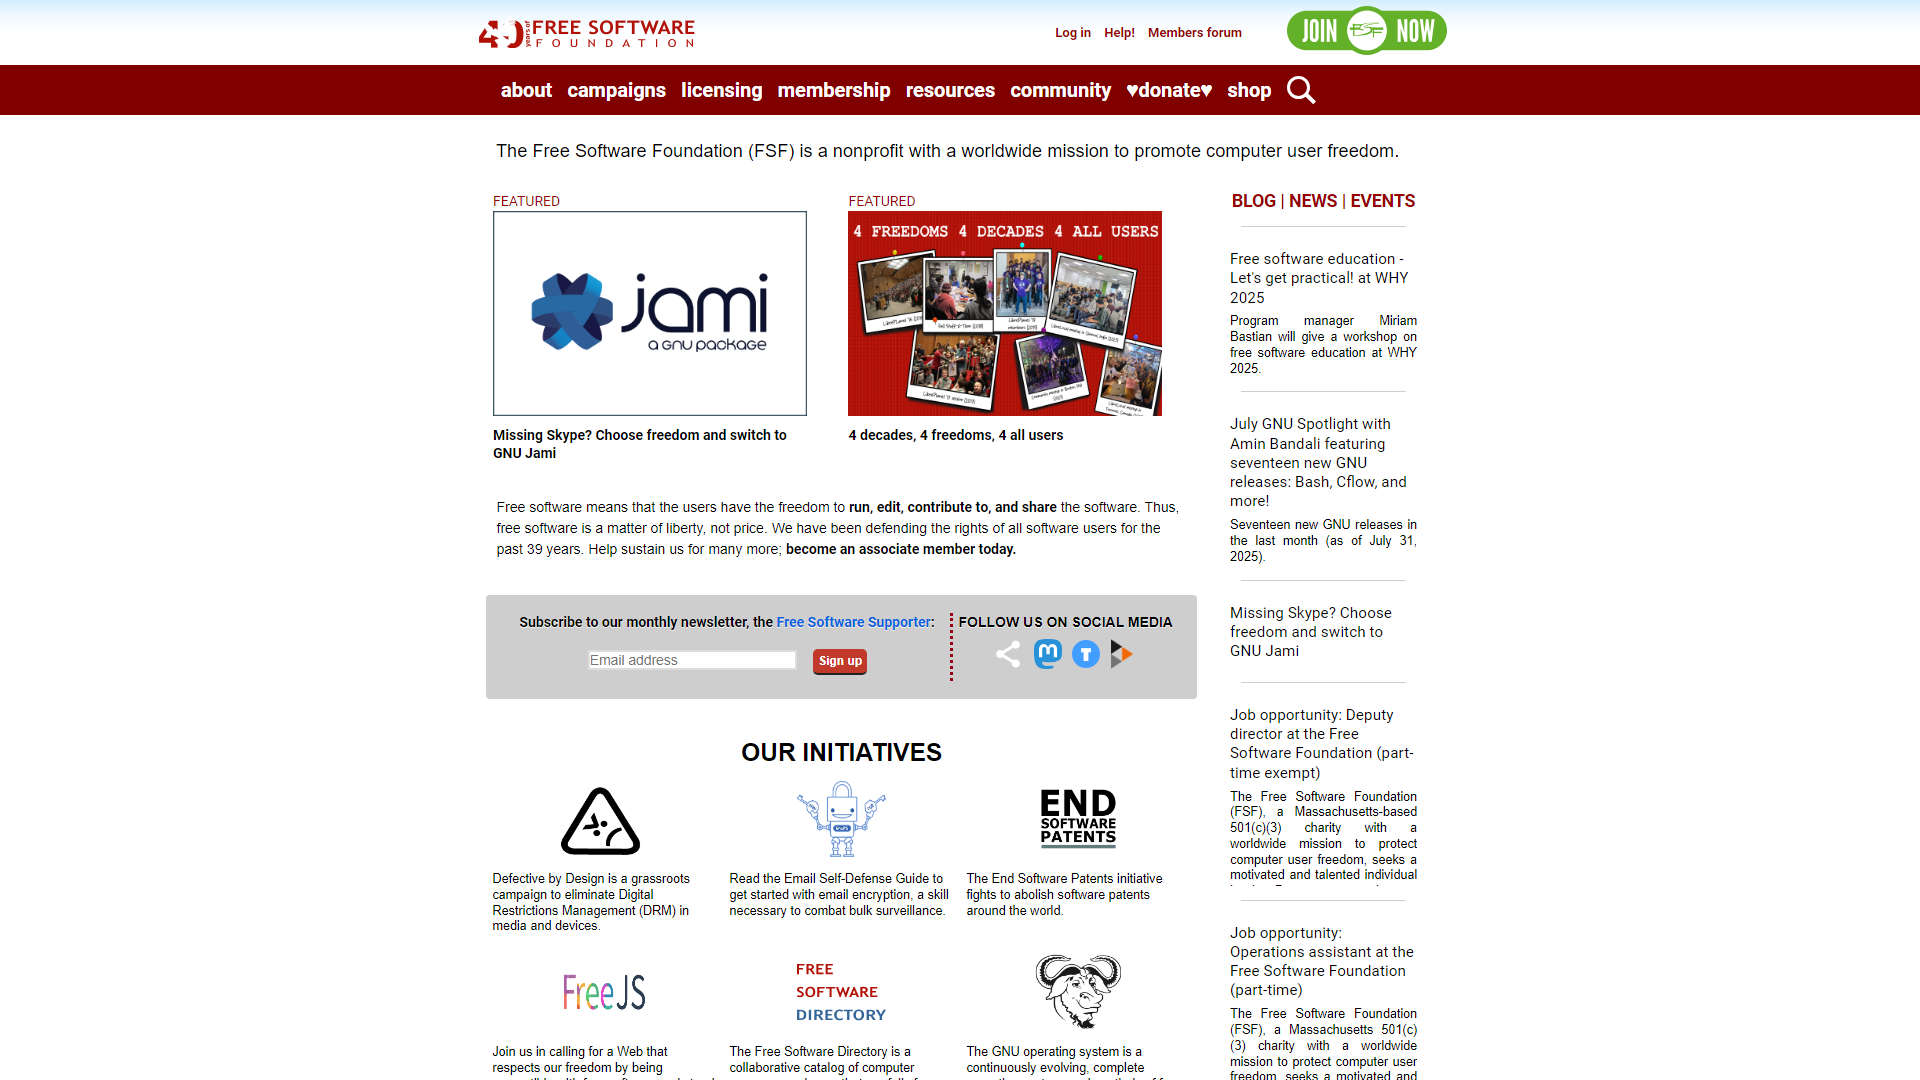 40 years of FREE SOFTWARE
FOUNDATION
Log in Help! Members forum
JOIN FSF NOW
about campaigns licensing membership resources community ♥donate♥ shop
The Free Software Foundation (FSF) is a nonprofit with a worldwide mission to promote computer user freedom.
FEATURED
jami
a GNU package
Missing Skype? Choose freedom and switch to
GNU Jami
FEATURED
4 FREEDOMS 4 DECADES 4 ALL USERS
4 decades, 4 freedoms, 4 all users
Free software means that the users have the freedom to run, edit, contribute to, and share the software. Thus,
free software is a matter of liberty, not price. We have been defending the rights of all software users for the
past 39 years. Help sustain us for many more; become an associate member today.
Subscribe to our monthly newsletter, the Free Software Supporter:
Email address
Sign up
FOLLOW US ON SOCIAL MEDIA
OUR INITIATIVES
Defective by Design is a grassroots
campaign to eliminate Digital
Restrictions Management (DRM) in
media and devices.
Read the Email Self-Defense Guide to
get started with email encryption, a skill
necessary to combat bulk surveillance.
END
SOFTWARE
PATENTS
The End Software Patents initiative
fights to abolish software patents
around the world.
FreeJS
Join us in calling for a Web that
respects our freedom by being
FREE
SOFTWARE
DIRECTORY
The Free Software Directory is a
collaborative catalog of computer
The GNU operating system is a
continuously evolving, complete
BLOG | NEWS | EVENTS
Free software education -
Let's get practical! at WHY
2025
Program manager Miriam
Bastian will give a workshop on
free software education at WHY
2025.
July GNU Spotlight with
Amin Bandali featuring
seventeen new GNU
releases: Bash, Cflow, and
more!
Seventeen new GNU releases in
the last month (as of July 31,
2025).
Missing Skype? Choose
freedom and switch to
GNU Jami
Job opportunity: Deputy
director at the Free
Software Foundation (part-
time exempt)
The Free Software Foundation
(FSF), a Massachusetts-based
501(c)(3) charity with a
worldwide mission to protect
computer user freedom, seeks a
motivated and talented individual
Job opportunity:
Operations assistant at the
Free Software Foundation
(part-time)
The Free Software Foundation
(FSF), a Massachusetts 501(c)
(3) charity with a worldwide
mission to protect computer user
freedom, seeks a motivated and